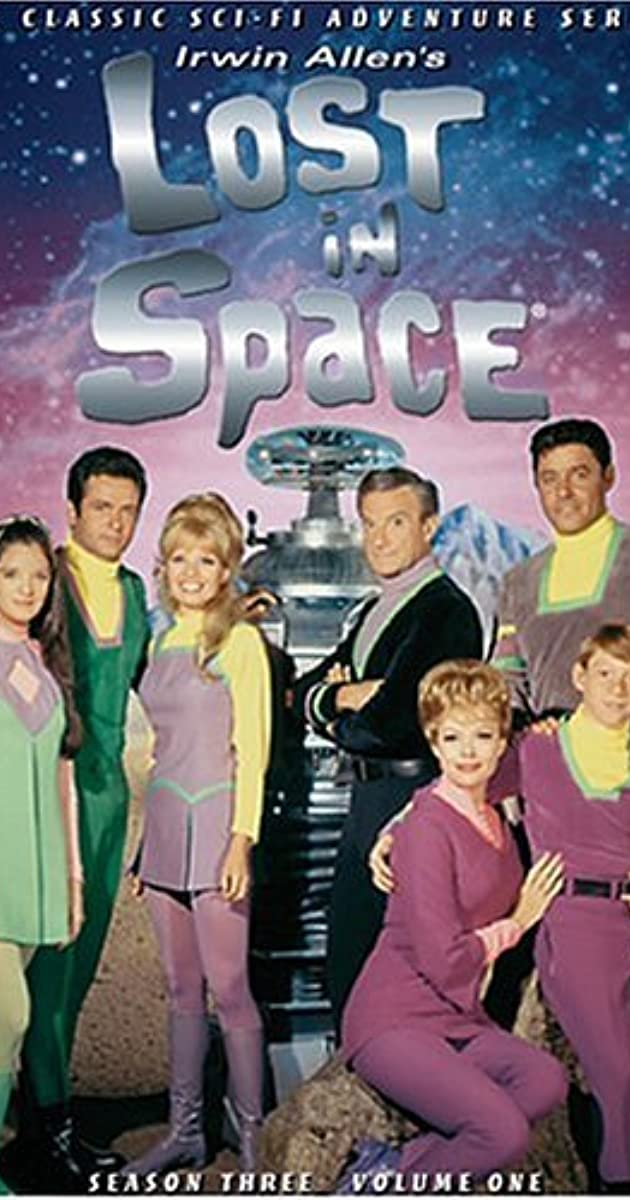 CLASSIC SCI-FI ADVENTURE SER
Irwin Allen's
LOST
in
Space®
SEASON THREE VOLUME ONE